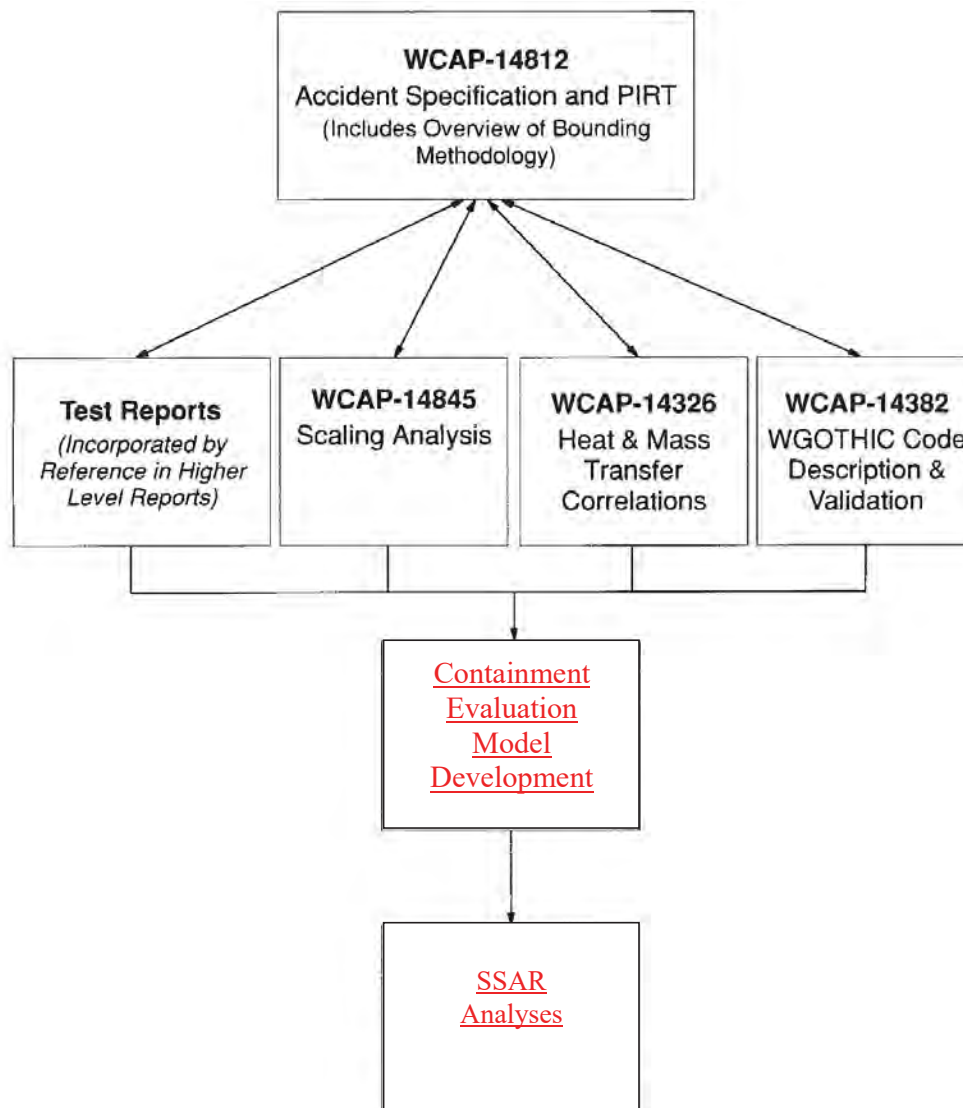 WCAP-14812
Accident Specification and PIRT
(Includes Overview of Bounding
Methodology)
Test Reports
(Incorporated by
Reference in Higher
Level Reports)
WCAP-14845
Scaling Analysis
WCAP-14326
Heat & Mass
Transfer
Correlations
WCAP-14382
WGOTHIC Code
Description &
Validation
Containment
Evaluation
Model
Development
SSAR
Analyses